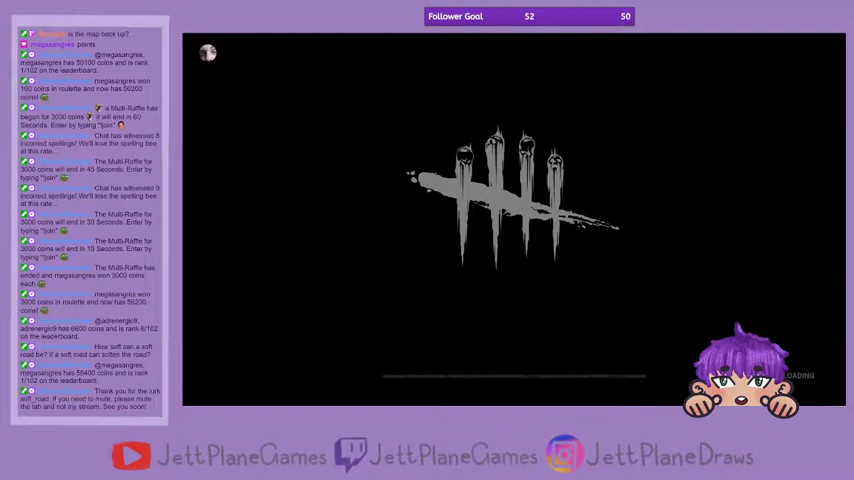 Follower Goal 52 50
is the map back up?
megasangres points
@megasangres,
megasangres has 50100 coins and is rank
1/102 on the leaderboard.
megasangres won
100 coins in roulette and now has 50200
coins!
a Multi-Raffle has
begun for 3000 coins it will end in 60
Seconds. Enter by typing "!join"
Chat has witnessed 8
incorrect spellings! We'll lose the spelling bee
at this rate...
The Multi-Raffle for
3000 coins will end in 45 Seconds. Enter by
typing "!join"
Chat has witnessed 9
incorrect spellings! We'll lose the spelling bee
at this rate...
The Multi-Raffle for
3000 coins will end in 30 Seconds. Enter by
typing "!join"
The Multi-Raffle for
3000 coins will end in 15 Seconds. Enter by
typing "!join"
The Multi-Raffle has
ended and megasangres won 3000 coins
each
megasangres won
3000 coins in roulette and now has 56200
coins!
@adrenergic9,
adrenergic9 has 6600 coins and is rank 6/102
on the leaderboard.
How soft can a soft
road be? If a soft road can soften the road?
@megasangres,
megasangres has 56400 coins and is rank
1/102 on the leaderboard.
Thank you for the lurk
soft_road. If you need to mute, please mute
the tab and not my stream. See you soon!
LOADING
JettPlaneGames JettPlaneGames JettPlaneDraws